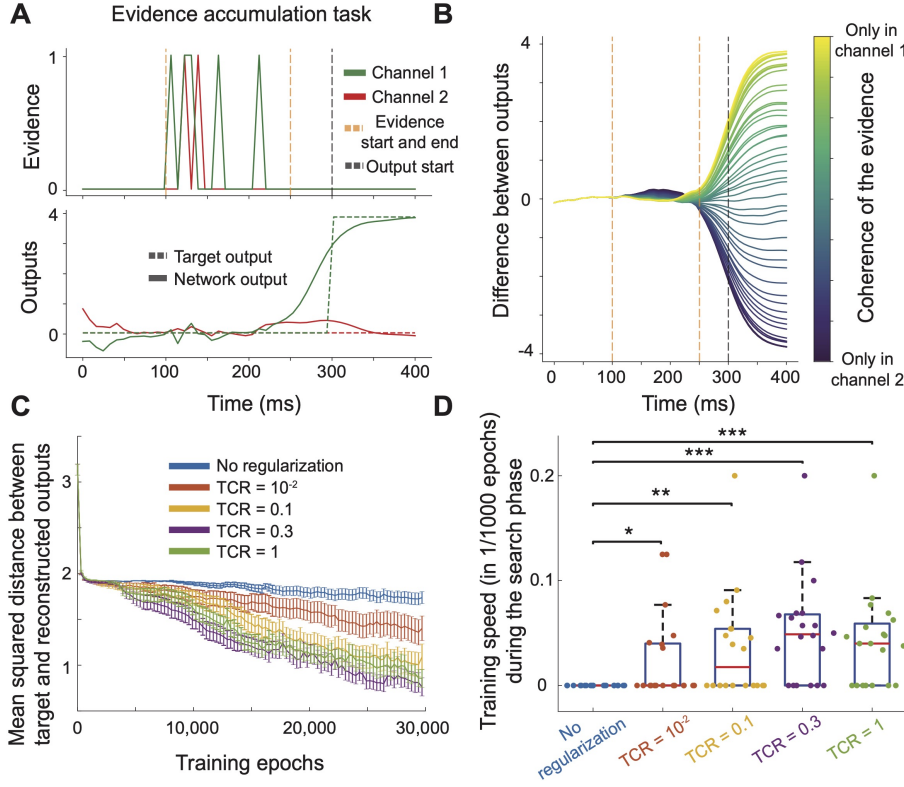 A
Evidence accumulation task
Evidence
1
0
Channel 1
Channel 2
Evidence
start and end
Output start
Outputs
4
0
Target output
Network output
0
100
200
300
400
Time (ms)
B
Difference between outputs
4
2
0
-2
-4
0
100
200
300
400
Time (ms)
Only in
channel 1
Coherence of the evidence
Only in
channel 2
C
Mean squared distance between
target and reconstructed outputs
3
2
1
No regularization
TCR = 10-2
TCR = 0.1
TCR = 0.3
TCR = 1
0
10,000
20,000
30,000
Training epochs
D
Training speed (in 1/1000 epochs)
during the search phase
0.2
0.1
0
*
**
***
***
No
regularization
TCR = 10-2
TCR = 0.1
TCR = 0.3
TCR = 1